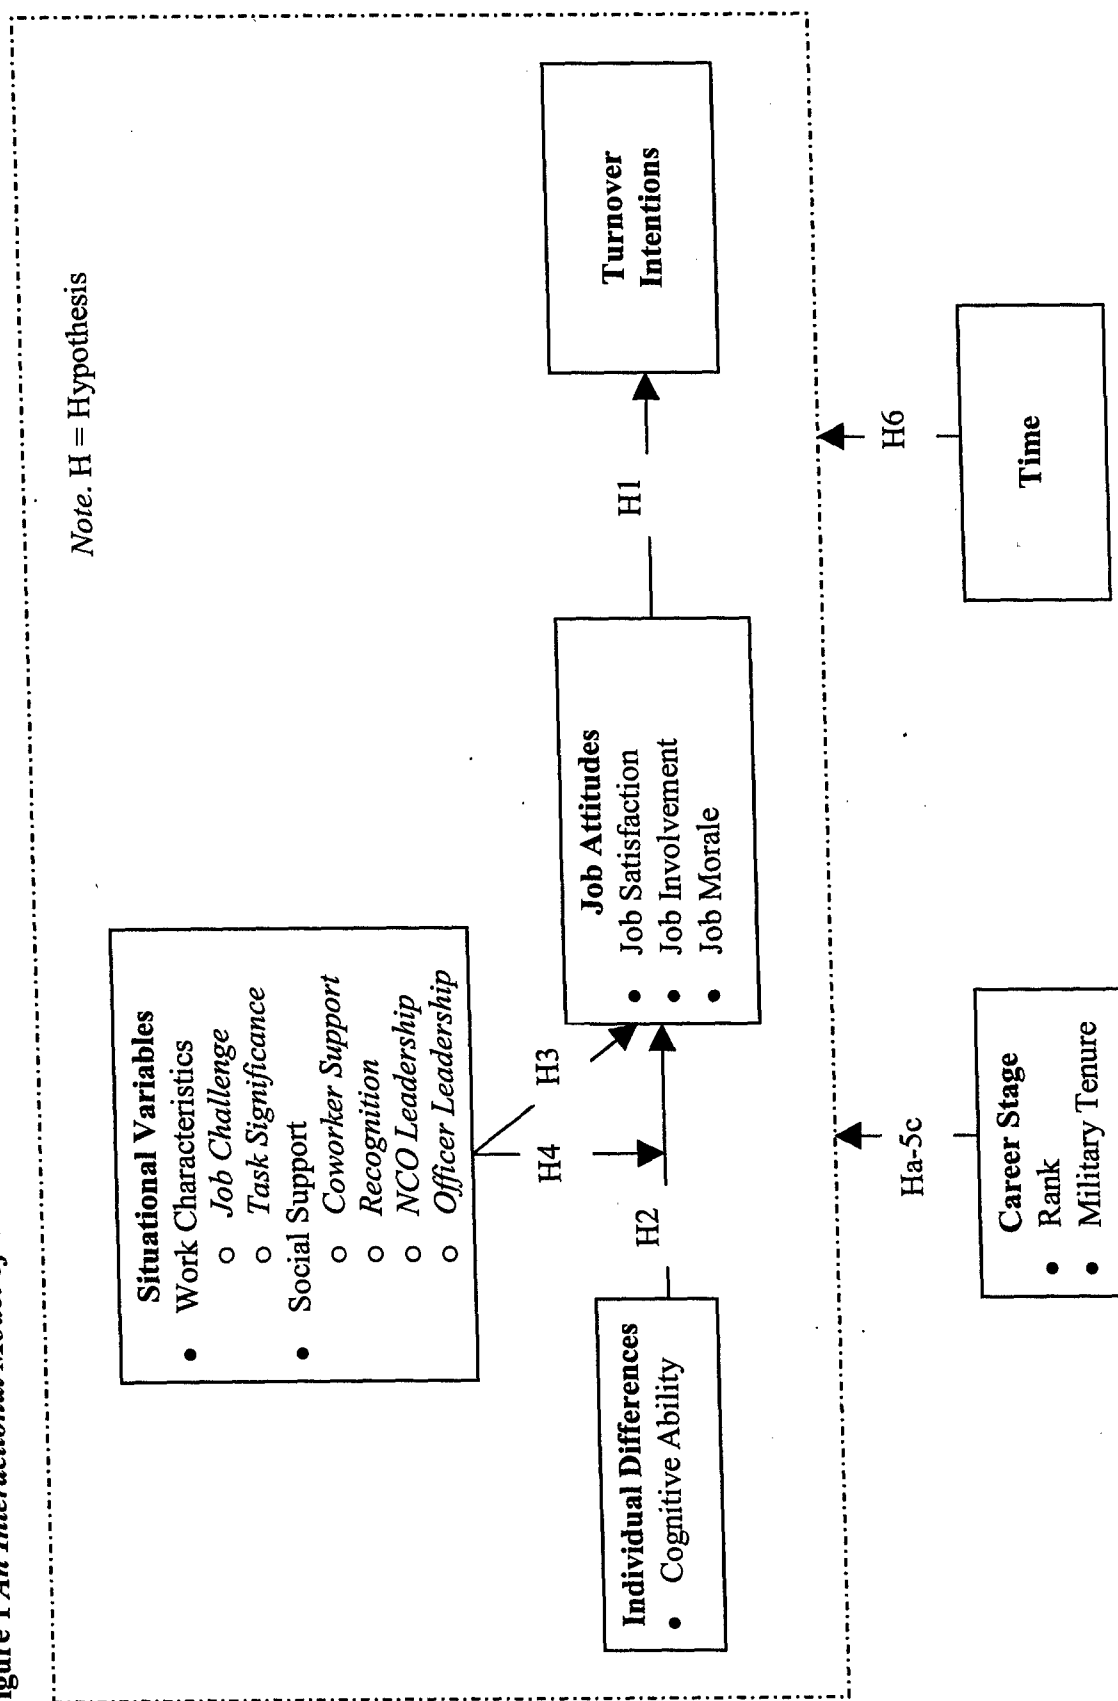 An Interactional Model of
Note. H = Hypothesis
Situational Variables
• Work Characteristics
o Job Challenge
o Task Significance
• Social Support
o Coworker Support
o Recognition
o NCO Leadership
o Officer Leadership
H4
H3
Individual Differences
• Cognitive Ability
H2
Job Attitudes
• Job Satisfaction
• Job Involvement
• Job Morale
H1
Turnover
Intentions
Ha-5c
H6
Career Stage
• Rank
• Military Tenure
Time